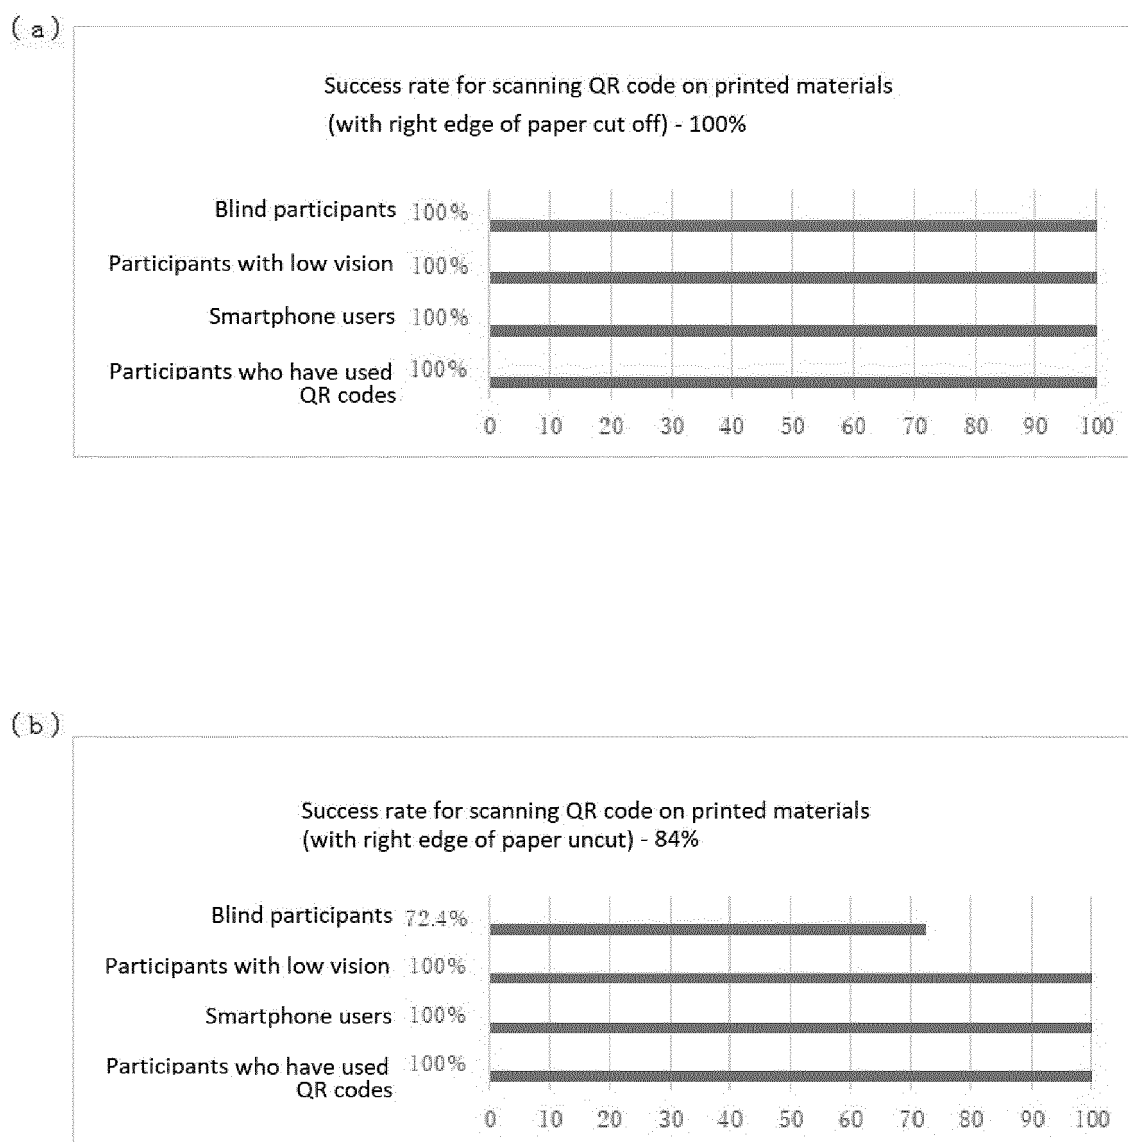 (a)
Success rate for scanning QR code on printed materials
(with right edge of paper cut off) - 100%
Blind participants 100%
Participants with low vision 100%
Smartphone users 100%
Participants who have used 100%
QR codes
0 10 20 30 40 50 60 70 80 90 100
(b)
Success rate for scanning QR code on printed materials
(with right edge of paper uncut) - 84%
Blind participants 72.4%
Participants with low vision 100%
Smartphone users 100%
Participants who have used 100%
QR codes
0 10 20 30 40 50 60 70 80 90 100